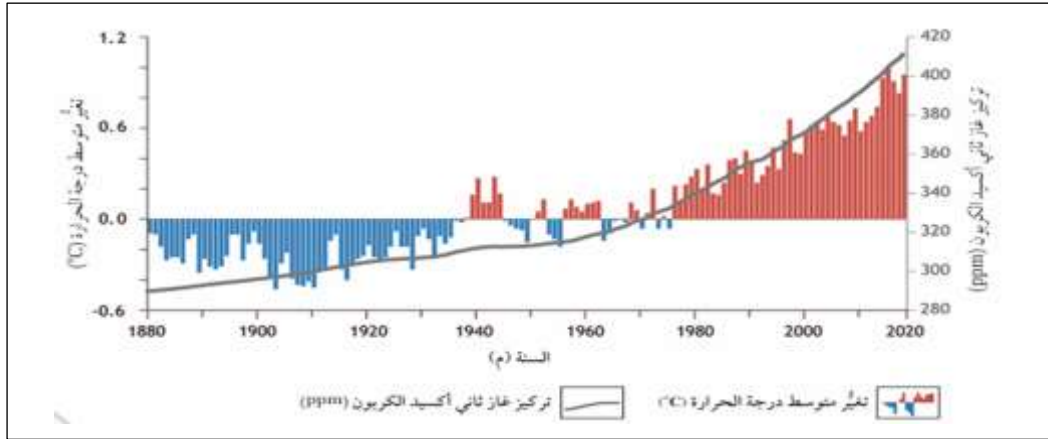 1.2
0.6
0.0
-0.6
تغيُّر متوسط درجة الحرارة (°C)
420
400
380
360
340
320
300
280
تركيز غاز ثاني أكسيد الكربون (ppm)
1880 1900 1920 1940 1960 1980 2000 2020
السنة (م)
تغيُّر متوسط درجة الحرارة (°C)
تركيز غاز ثاني أكسيد الكربون (ppm)